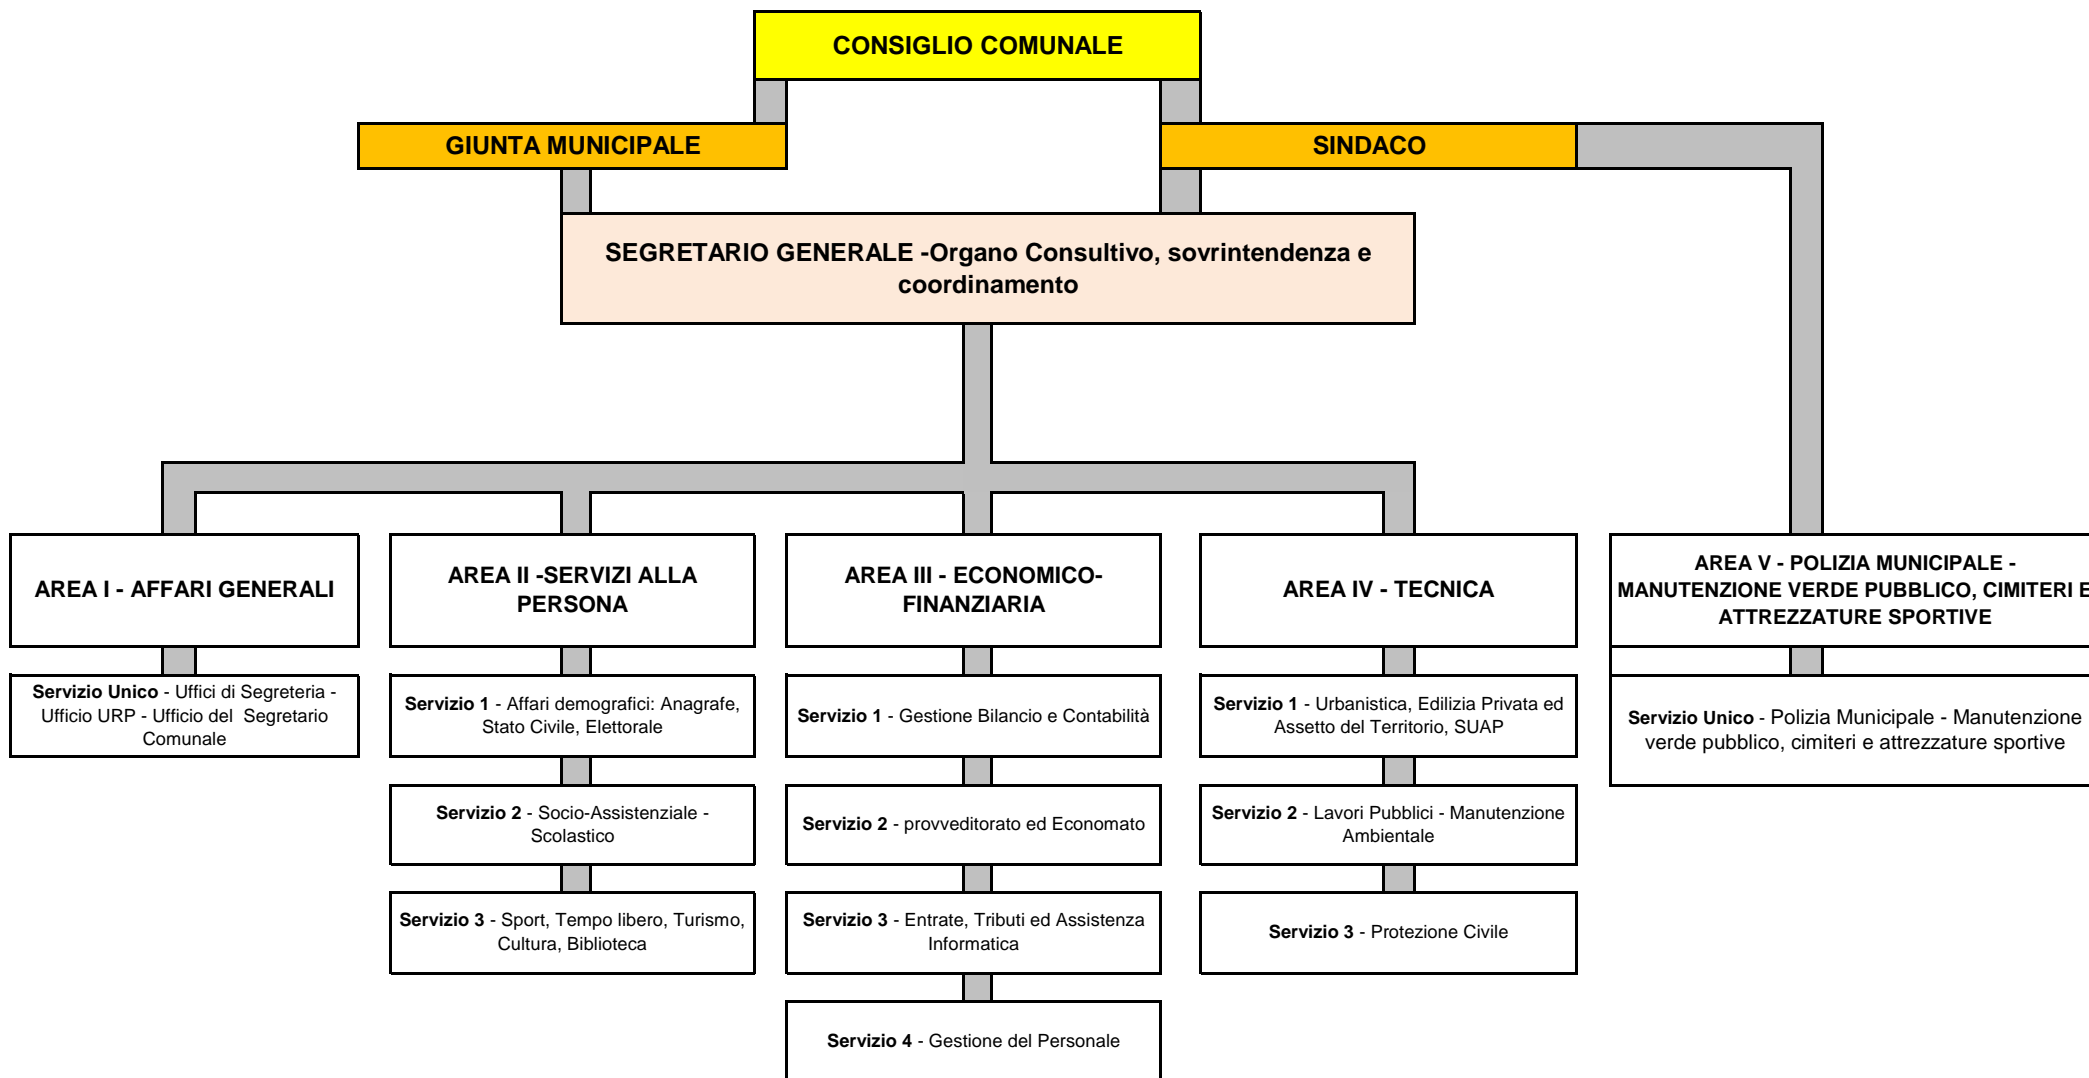 CONSIGLIO COMUNALE
GIUNTA MUNICIPALE
SINDACO
SEGRETARIO GENERALE -Organo Consultivo, sovrintendenza e
coordinamento
AREA I - AFFARI GENERALI
AREA II -SERVIZI ALLA
PERSONA
AREA III - ECONOMICO-
FINANZIARIA
AREA IV - TECNICA
AREA V - POLIZIA MUNICIPALE -
MANUTENZIONE VERDE PUBBLICO, CIMITERI E
ATTREZZATURE SPORTIVE
Servizio Unico - Uffici di Segreteria -
Ufficio URP - Ufficio del Segretario
Comunale
Servizio 1 - Affari demografici: Anagrafe,
Stato Civile, Elettorale
Servizio 1 - Gestione Bilancio e Contabilità
Servizio 1 - Urbanistica, Edilizia Privata ed
Assetto del Territorio, SUAP
Servizio Unico - Polizia Municipale - Manutenzione
verde pubblico, cimiteri e attrezzature sportive
Servizio 2 - Socio-Assistenziale -
Scolastico
Servizio 2 - provveditorato ed Economato
Servizio 2 - Lavori Pubblici - Manutenzione
Ambientale
Servizio 3 - Sport, Tempo libero, Turismo,
Cultura, Biblioteca
Servizio 3 - Entrate, Tributi ed Assistenza
Informatica
Servizio 3 - Protezione Civile
Servizio 4 - Gestione del Personale